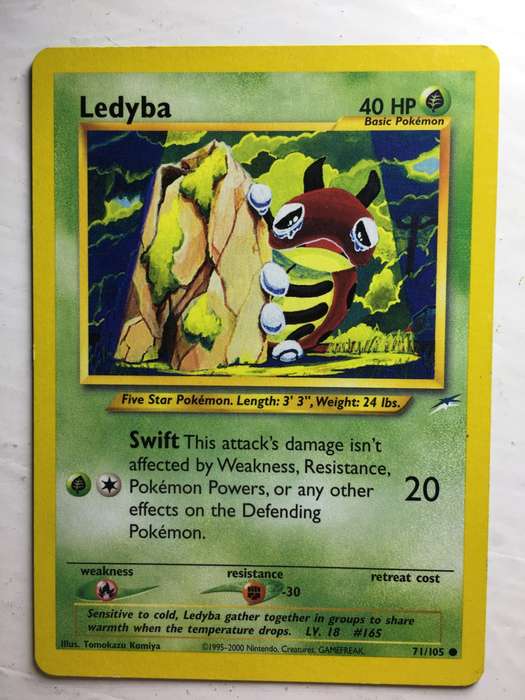 Ledyba
40 HP
Basic Pokémon
Five Star Pokémon. Length: 3' 3", Weight: 24 lbs.
Swift This attack's damage isn't
affected by Weakness, Resistance,
Pokémon Powers, or any other
effects on the Defending
Pokémon.
20
weakness
resistance
retreat cost
-30
Sensitive to cold, Ledyba gather together in groups to share
warmth when the temperature drops. LV. 18 #165
Illus. Tomokazu Komiya
©1995-2000 Nintendo, Creatures, GAMEFREAK.
71/105